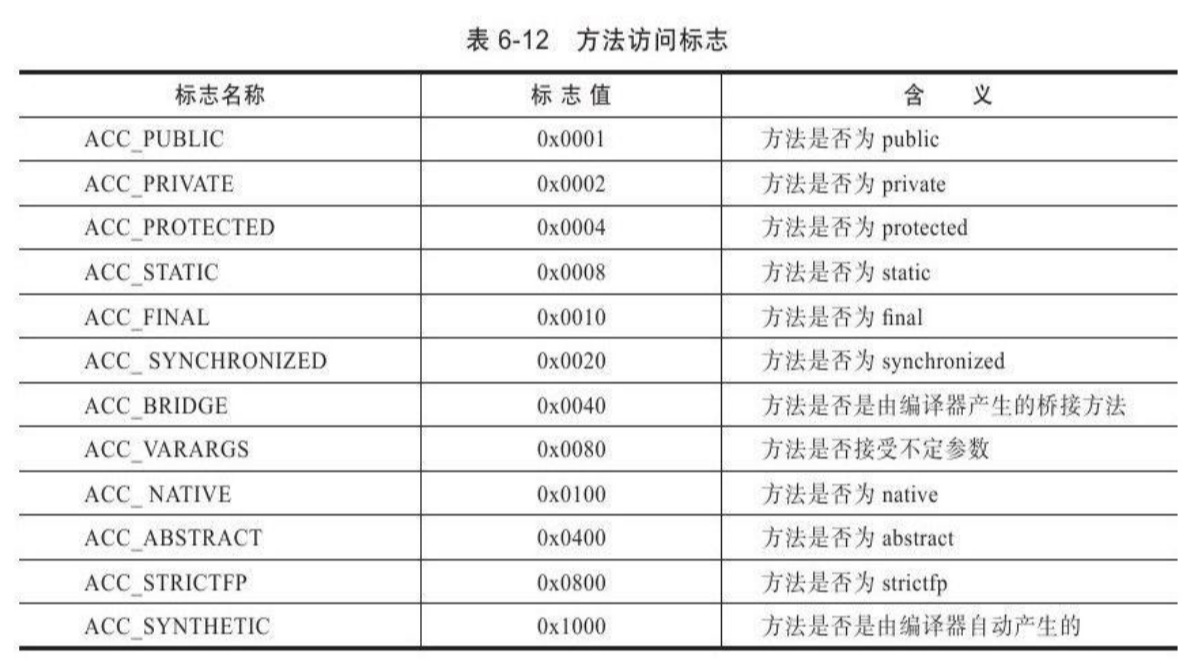 表 6-12 方法访问标志
标志名称 标 志 值 含 义
ACC_PUBLIC 0x0001 方法是否为 public
ACC_PRIVATE 0x0002 方法是否为 private
ACC_PROTECTED 0x0004 方法是否为 protected
ACC_STATIC 0x0008 方法是否为 static
ACC_FINAL 0x0010 方法是否为 final
ACC_ SYNCHRONIZED 0x0020 方法是否为 synchronized
ACC_BRIDGE 0x0040 方法是否是由编译器产生的桥接方法
ACC_VARARGS 0x0080 方法是否接受不定参数
ACC_ NATIVE 0x0100 方法是否为 native
ACC_ABSTRACT 0x0400 方法是否为 abstract
ACC_STRICTFP 0x0800 方法是否为 strictfp
ACC_SYNTHETIC 0x1000 方法是否是由编译器自动产生的